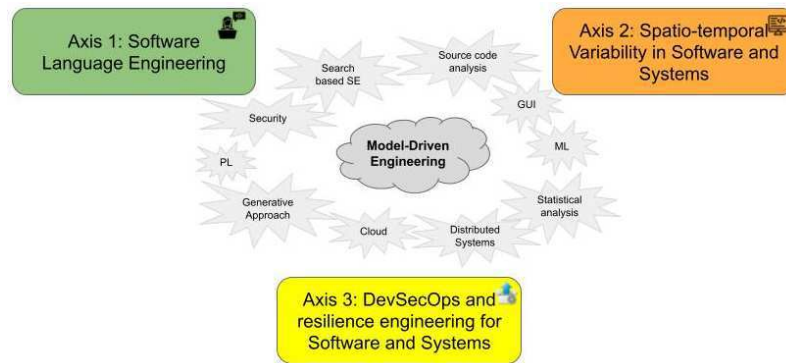 Axis 1: Software
Language Engineering
Axis 2: Spatio-temporal
Variability in Software and
Systems
Search
based SE
Source code
analysis
Security
GUI
Model-Driven
Engineering
PL
ML
Generative
Approach
Statistical
analysis
Cloud
Distributed
Systems
Axis 3: DevSecOps and
resilience engineering for
Software and Systems